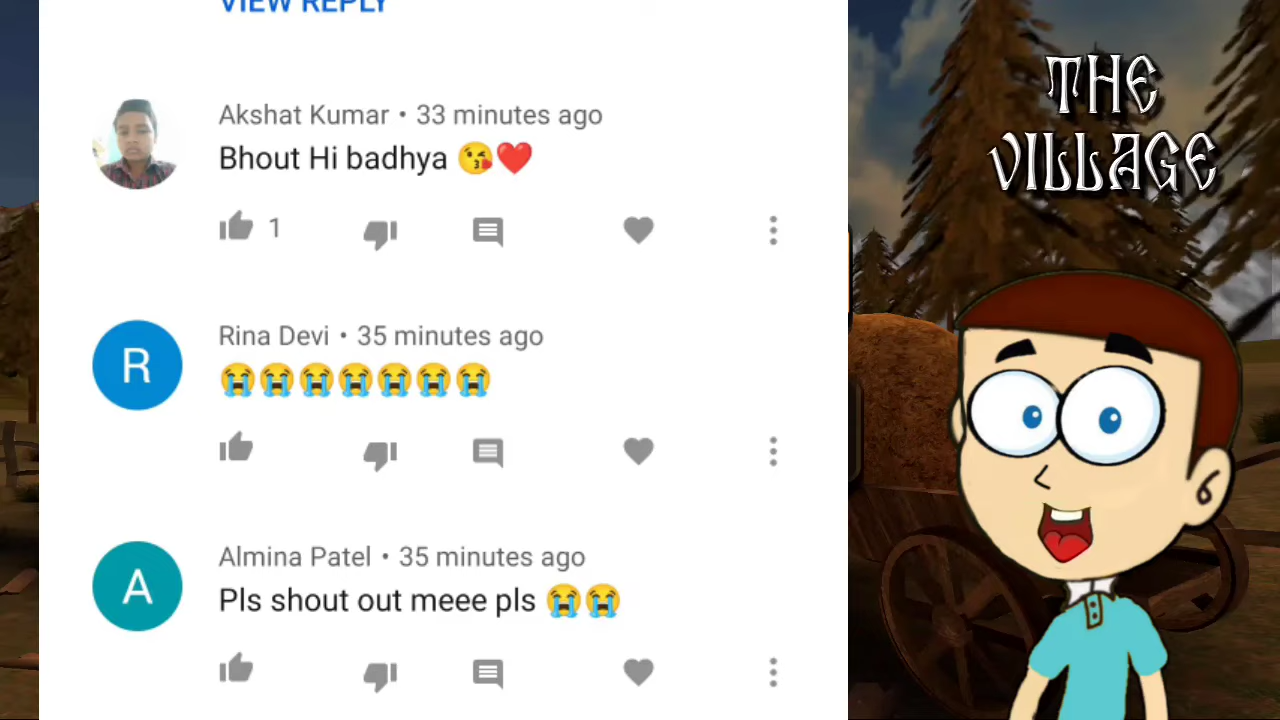 VIEW REPLY
Akshat Kumar • 33 minutes ago
Bhout Hi badhya 😘❤️
1
Rina Devi • 35 minutes ago
😭😭😭😭😭😭😭
Almina Patel • 35 minutes ago
Pls shout out meee pls 😭😭
R
A
THE
VILLAGE